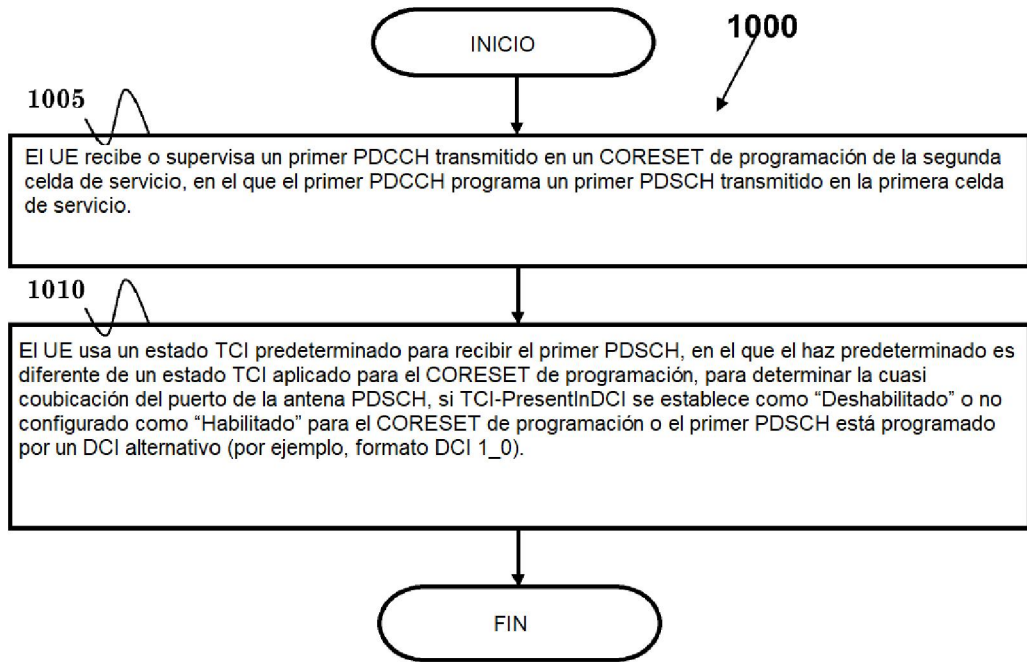 INICIO
1000
1005
El UE recibe o supervisa un primer PDCCH transmitido en un CORESET de programación de la segunda
celda de servicio, en el que el primer PDCCH programa un primer PDSCH transmitido en la primera celda
de servicio.
1010
El UE usa un estado TCI predeterminado para recibir el primer PDSCH, en el que el haz predeterminado es
diferente de un estado TCI aplicado para el CORESET de programación, para determinar la cuasi
coubicación del puerto de la antena PDSCH, si TCI-PresentInDCI se establece como “Deshabilitado” o no
configurado como “Habilitado” para el CORESET de programación o el primer PDSCH está programado
por un DCI alternativo (por ejemplo, formato DCI 1_0).
FIN